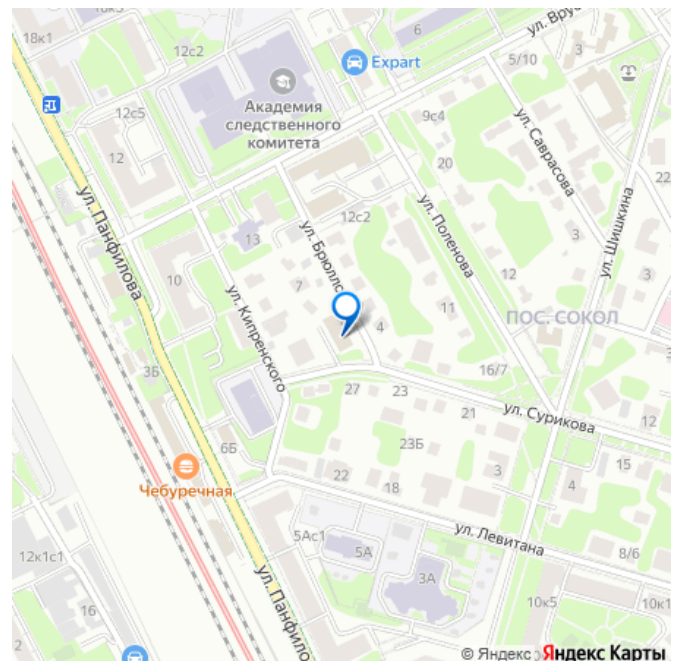 18к1
18к3
12с2
6
ул. Вру
3
5/10
Expart
Академия
следственного
комитета
12с5
12
9с4
20
ул. Саврасова
22
ул. Шишкина
ул. Панфилова
12с2
13
ул. Поленова
3
ул. Брюлло
10
7
12
3
ул. Кипренского
11
ПОС. СОКОЛ
4
3Б
16/7
27
23
21
ул. Сурикова
12
6Б
23Б
3
15
Чебуречная
22
18
4
ул. Левитана
5Ас1
5А
8/6
12к1с1
3А
16
10к5
10к1
ул. Панфило
© Яндекс
Яндекс Карты